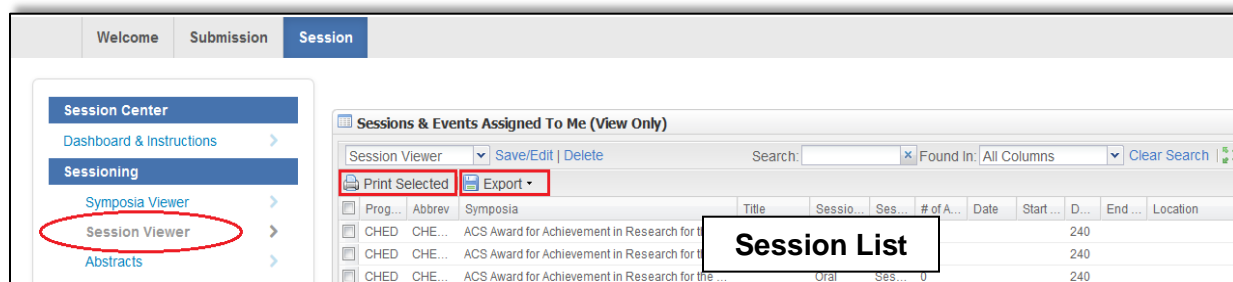 Welcome Submission Session
Session Center
Dashboard & Instructions
Sessioning
Symposia Viewer
Session Viewer
Abstracts
Sessions & Events Assigned To Me (View Only)
Session Viewer Save/Edit | Delete Search: Found In: All Columns Clear Search |
Print Selected Export
Prog... Abbrev Symposia Title Sessio... Ses... # of A... Date Start ... D... End ... Location
CHED CHE... ACS Award for Achievement in Research for th 240
CHED CHE... ACS Award for Achievement in Research for th 240
CHED CHE... ACS Award for Achievement in Research for the ... Oral Ses... 0 240
Session List